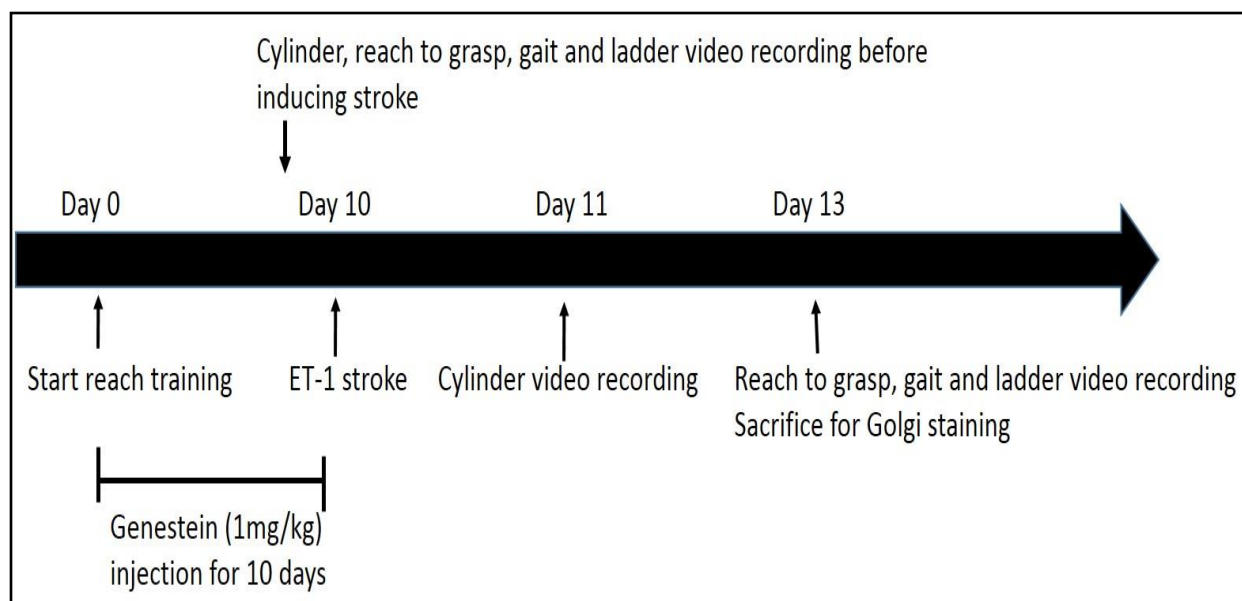 Cylinder, reach to grasp, gait and ladder video recording before
inducing stroke
Day 0
Day 10
Day 11
Day 13
Start reach training
ET-1 stroke
Cylinder video recording
Reach to grasp, gait and ladder video recording
Sacrifice for Golgi staining
Genestein (1mg/kg)
injection for 10 days